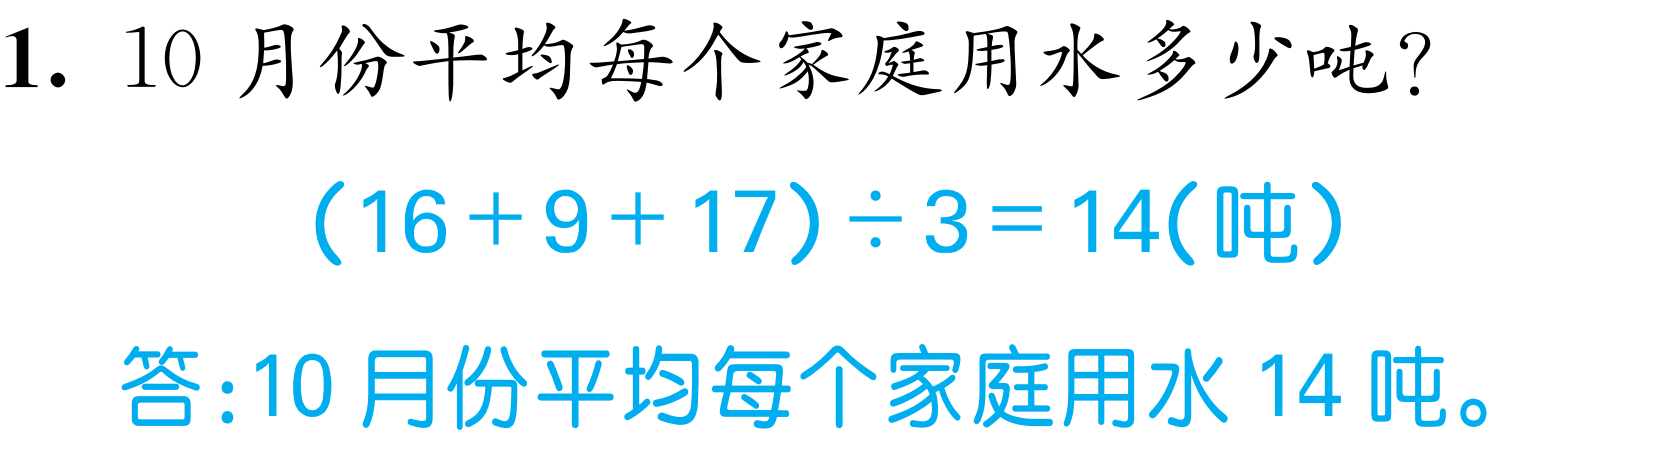 1. 10 月份平均每个家庭用水多少吨?
(16+9+17)÷3=14(吨)
答:10 月份平均每个家庭用水 14 吨。